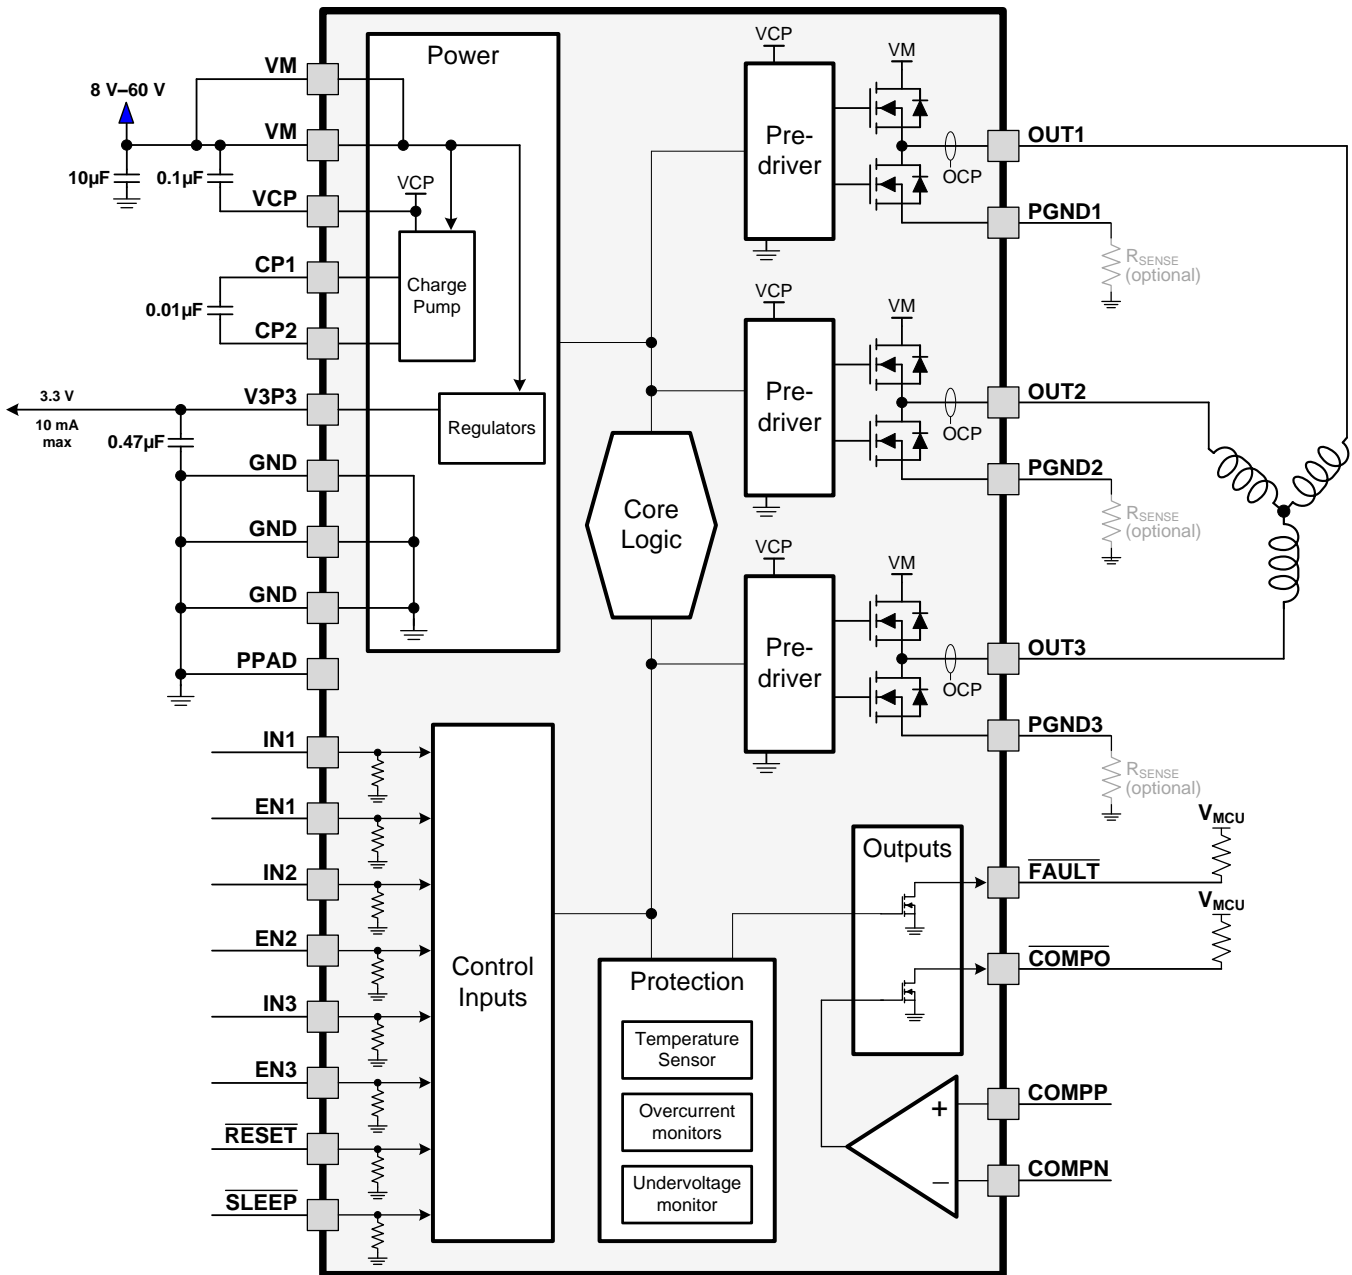 Power
VM
8 V–60 V
VM
10µF
0.1µF
VCP
VCP
CP1
Charge
Pump
0.01µF
CP2
3.3 V
V3P3
10 mA
max
0.47µF
Regulators
GND
GND
GND
PPAD
Core
Logic
VCP
VM
Pre-
driver
OCP
OUT1
PGND1
RSENSE
(optional)
VCP
VM
Pre-
driver
OCP
OUT2
PGND2
RSENSE
(optional)
VCP
VM
Pre-
driver
OCP
OUT3
PGND3
RSENSE
(optional)
IN1
EN1
IN2
EN2
IN3
EN3
RESET
SLEEP
Control
Inputs
Protection
Temperature
Sensor
Overcurrent
monitors
Undervoltage
monitor
Outputs
VMCU
FAULT
VMCU
COMPO
+
COMPP
–
COMPN